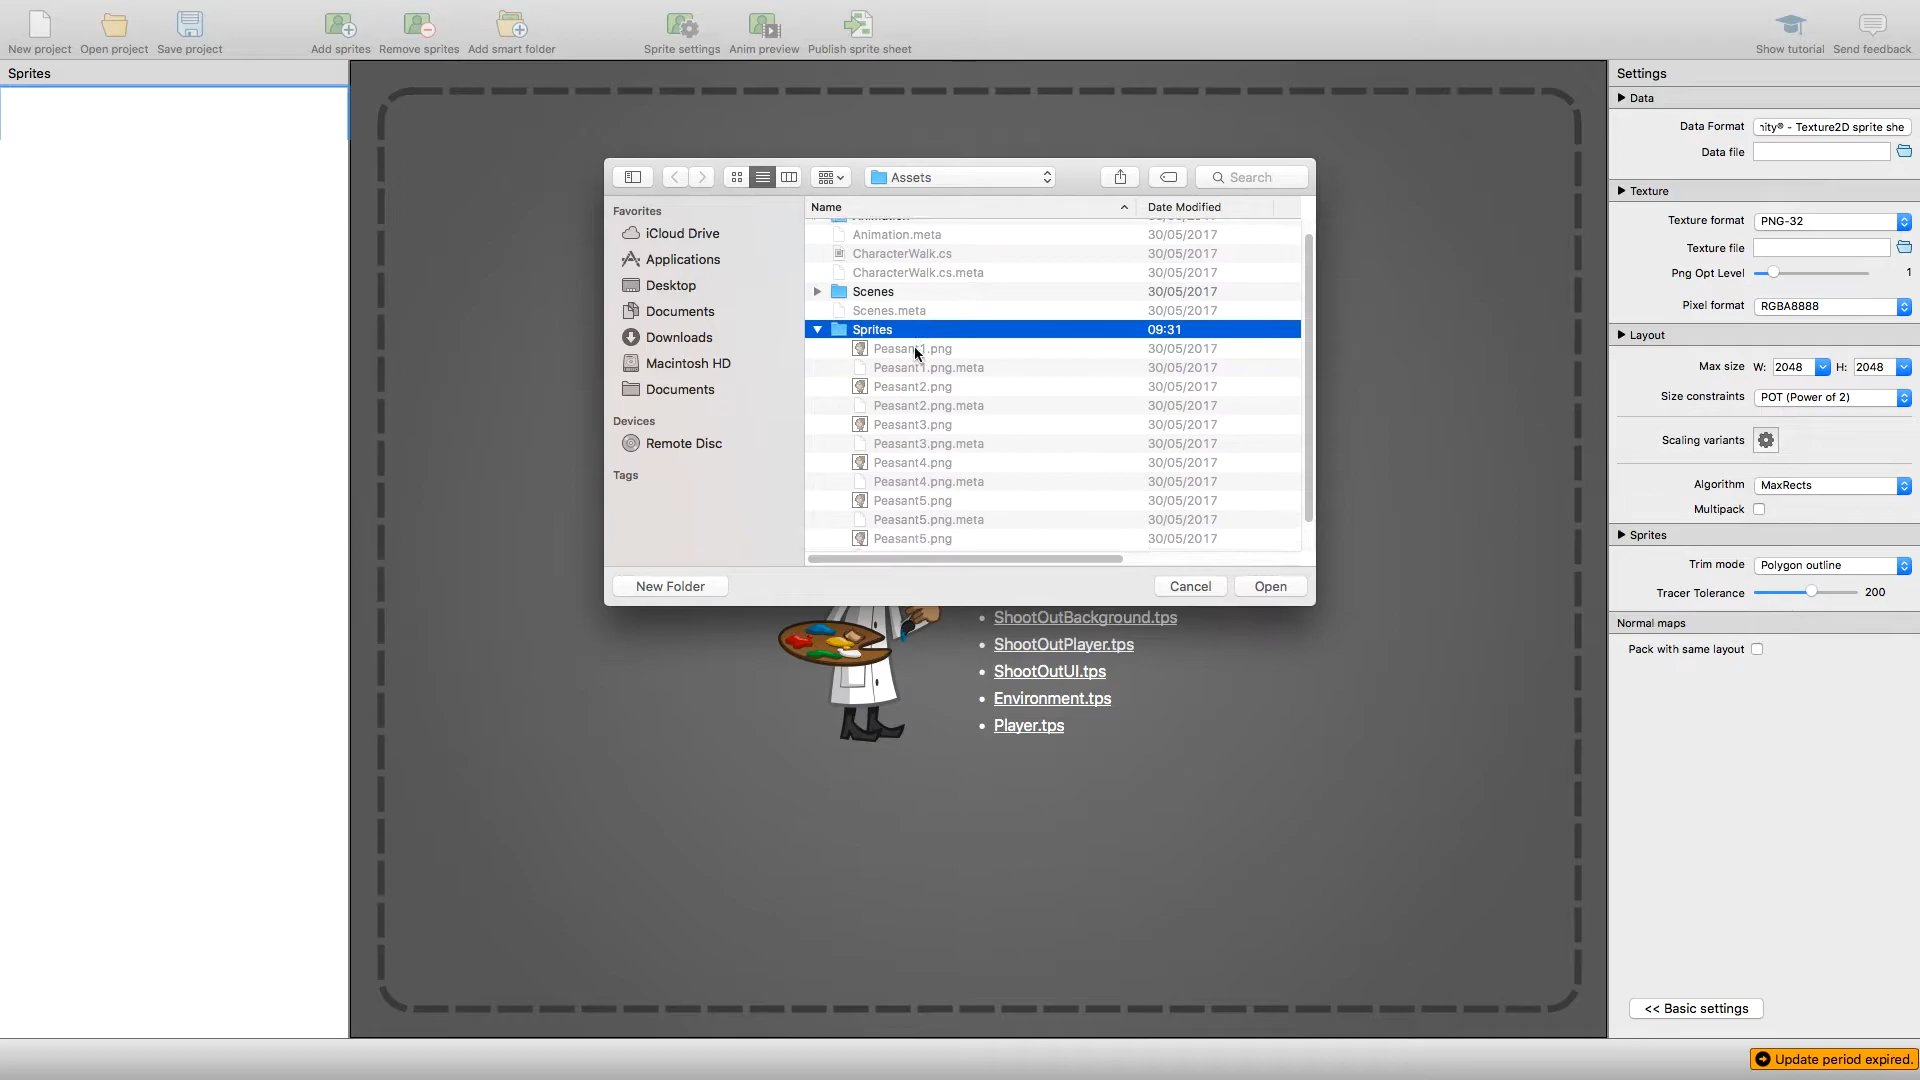 New project
Open project
Save project
Add sprites
Remove sprites
Add smart folder
Sprite settings
Anim preview
Publish sprite sheet
Show tutorial
Send feedback
Sprites
Assets
Search
Favorites
iCloud Drive
Applications
Desktop
Documents
Downloads
Macintosh HD
Documents
Devices
Remote Disc
Tags
Name
Date Modified
Animation.meta 30/05/2017
CharacterWalk.cs 30/05/2017
CharacterWalk.cs.meta 30/05/2017
Scenes 30/05/2017
Scenes.meta 30/05/2017
Sprites 09:31
Peasant1.png 30/05/2017
Peasant1.png.meta 30/05/2017
Peasant2.png 30/05/2017
Peasant2.png.meta 30/05/2017
Peasant3.png 30/05/2017
Peasant3.png.meta 30/05/2017
Peasant4.png 30/05/2017
Peasant4.png.meta 30/05/2017
Peasant5.png 30/05/2017
Peasant5.png.meta 30/05/2017
Peasant5.png 30/05/2017
New Folder
Cancel
Open
ShootOutBackground.tps
ShootOutPlayer.tps
ShootOutUI.tps
Environment.tps
Player.tps
Settings
Data
Data Format nity® - Texture2D sprite she
Data file
Texture
Texture format PNG-32
Texture file
Png Opt Level 1
Pixel format RGBA8888
Layout
Max size W: 2048 H: 2048
Size constraints POT (Power of 2)
Scaling variants
Algorithm MaxRects
Multipack
Sprites
Trim mode Polygon outline
Tracer Tolerance 200
Normal maps
Pack with same layout
<< Basic settings
Update period expired.